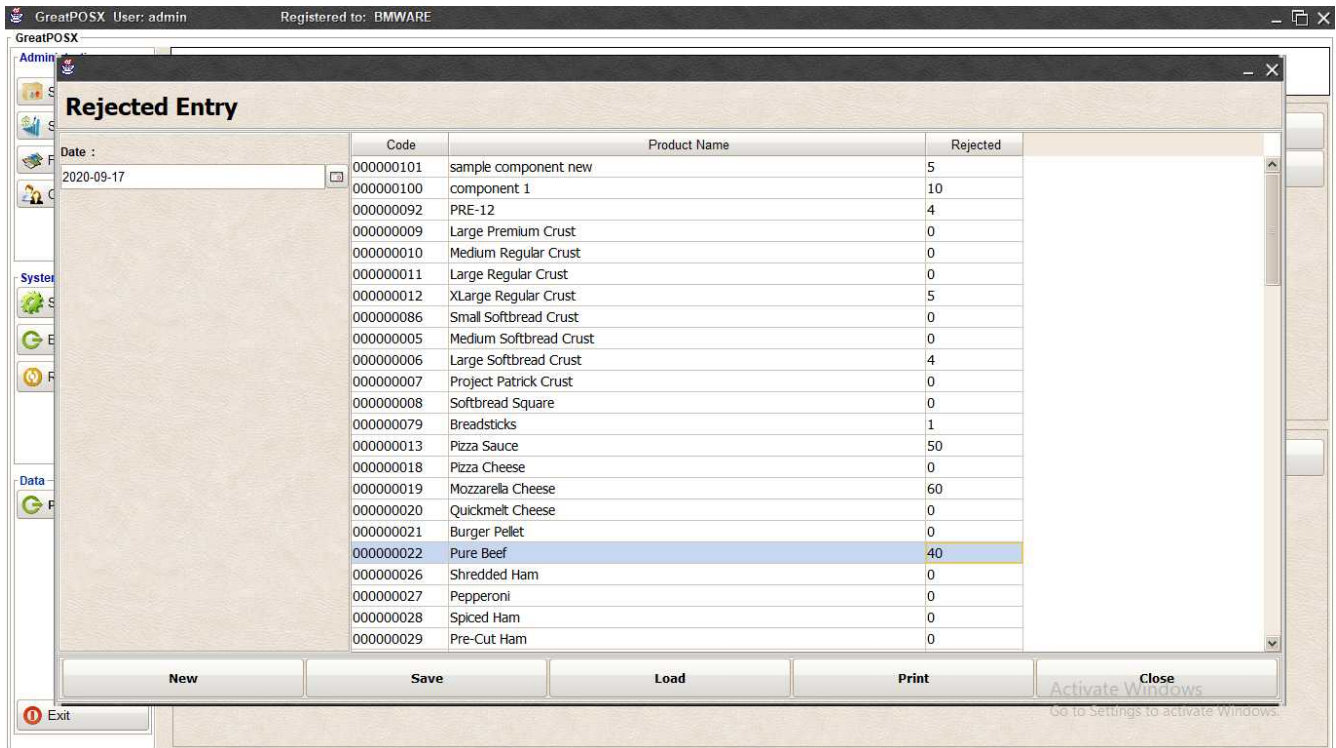 GreatPOSX User: admin Registered to: BMWARE
GreatPOSX
Rejected Entry
Date :
2020-09-17
Code Product Name Rejected
000000101 sample component new 5
000000100 component 1 10
000000092 PRE-12 4
000000009 Large Premium Crust 0
000000010 Medium Regular Crust 0
000000011 Large Regular Crust 0
000000012 XLarge Regular Crust 5
000000086 Small Softbread Crust 0
000000005 Medium Softbread Crust 0
000000006 Large Softbread Crust 4
000000007 Project Patrick Crust 0
000000008 Softbread Square 0
000000079 Breadsticks 1
000000013 Pizza Sauce 50
000000018 Pizza Cheese 0
000000019 Mozzarella Cheese 60
000000020 Quickmelt Cheese 0
000000021 Burger Pellet 0
000000022 Pure Beef 40
000000026 Shredded Ham 0
000000027 Pepperoni 0
000000028 Spiced Ham 0
000000029 Pre-Cut Ham 0
Data
New Save Load Print Close
Activate Windows
Go to Settings to activate Windows.
Exit